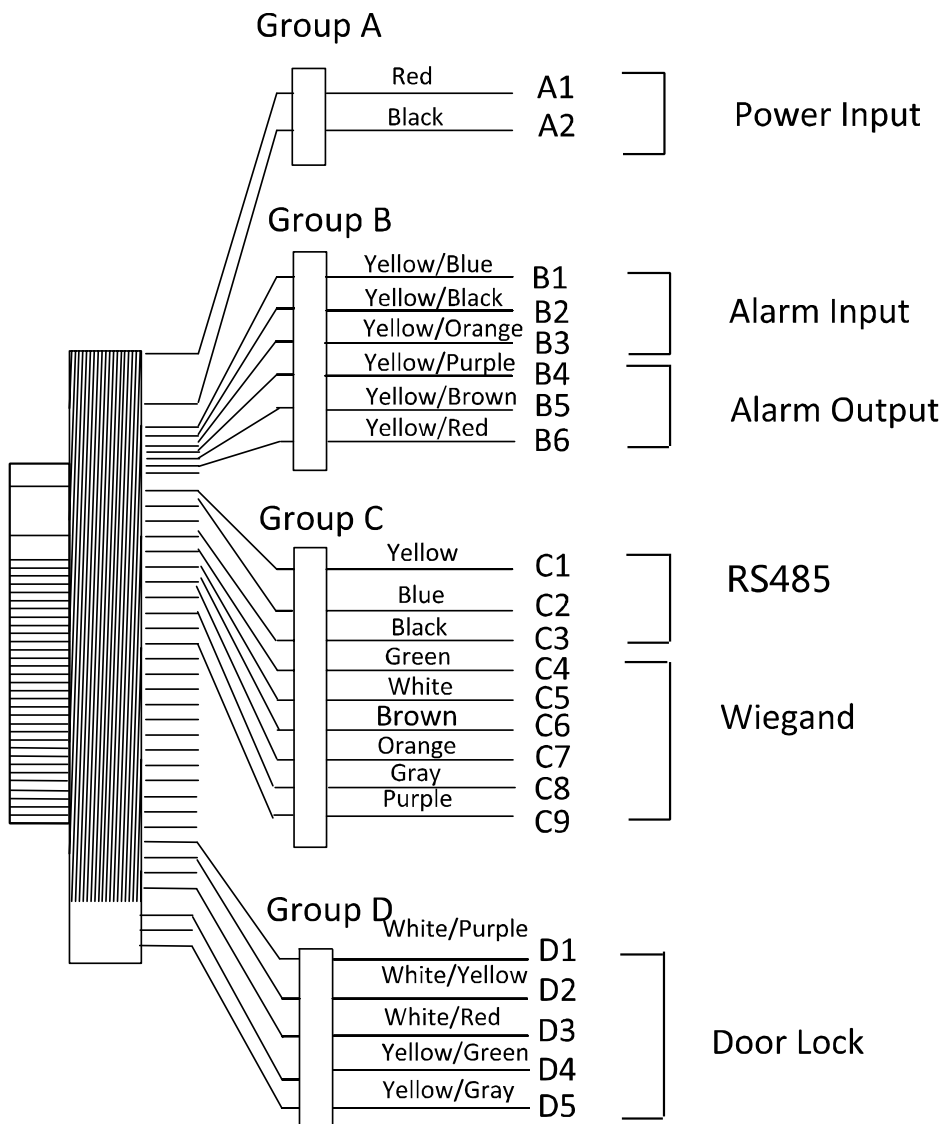 Group A
Red A1
Black A2
Power Input
Group B
Yellow/Blue B1
Yellow/Black B2
Yellow/Orange B3
Alarm Input
Yellow/Purple B4
Yellow/Brown B5
Yellow/Red B6
Alarm Output
Group C
Yellow C1
Blue C2
Black C3
RS485
Green C4
White C5
Brown C6
Orange C7
Gray C8
Purple C9
Wiegand
Group D
White/Purple D1
White/Yellow D2
White/Red D3
Yellow/Green D4
Yellow/Gray D5
Door Lock